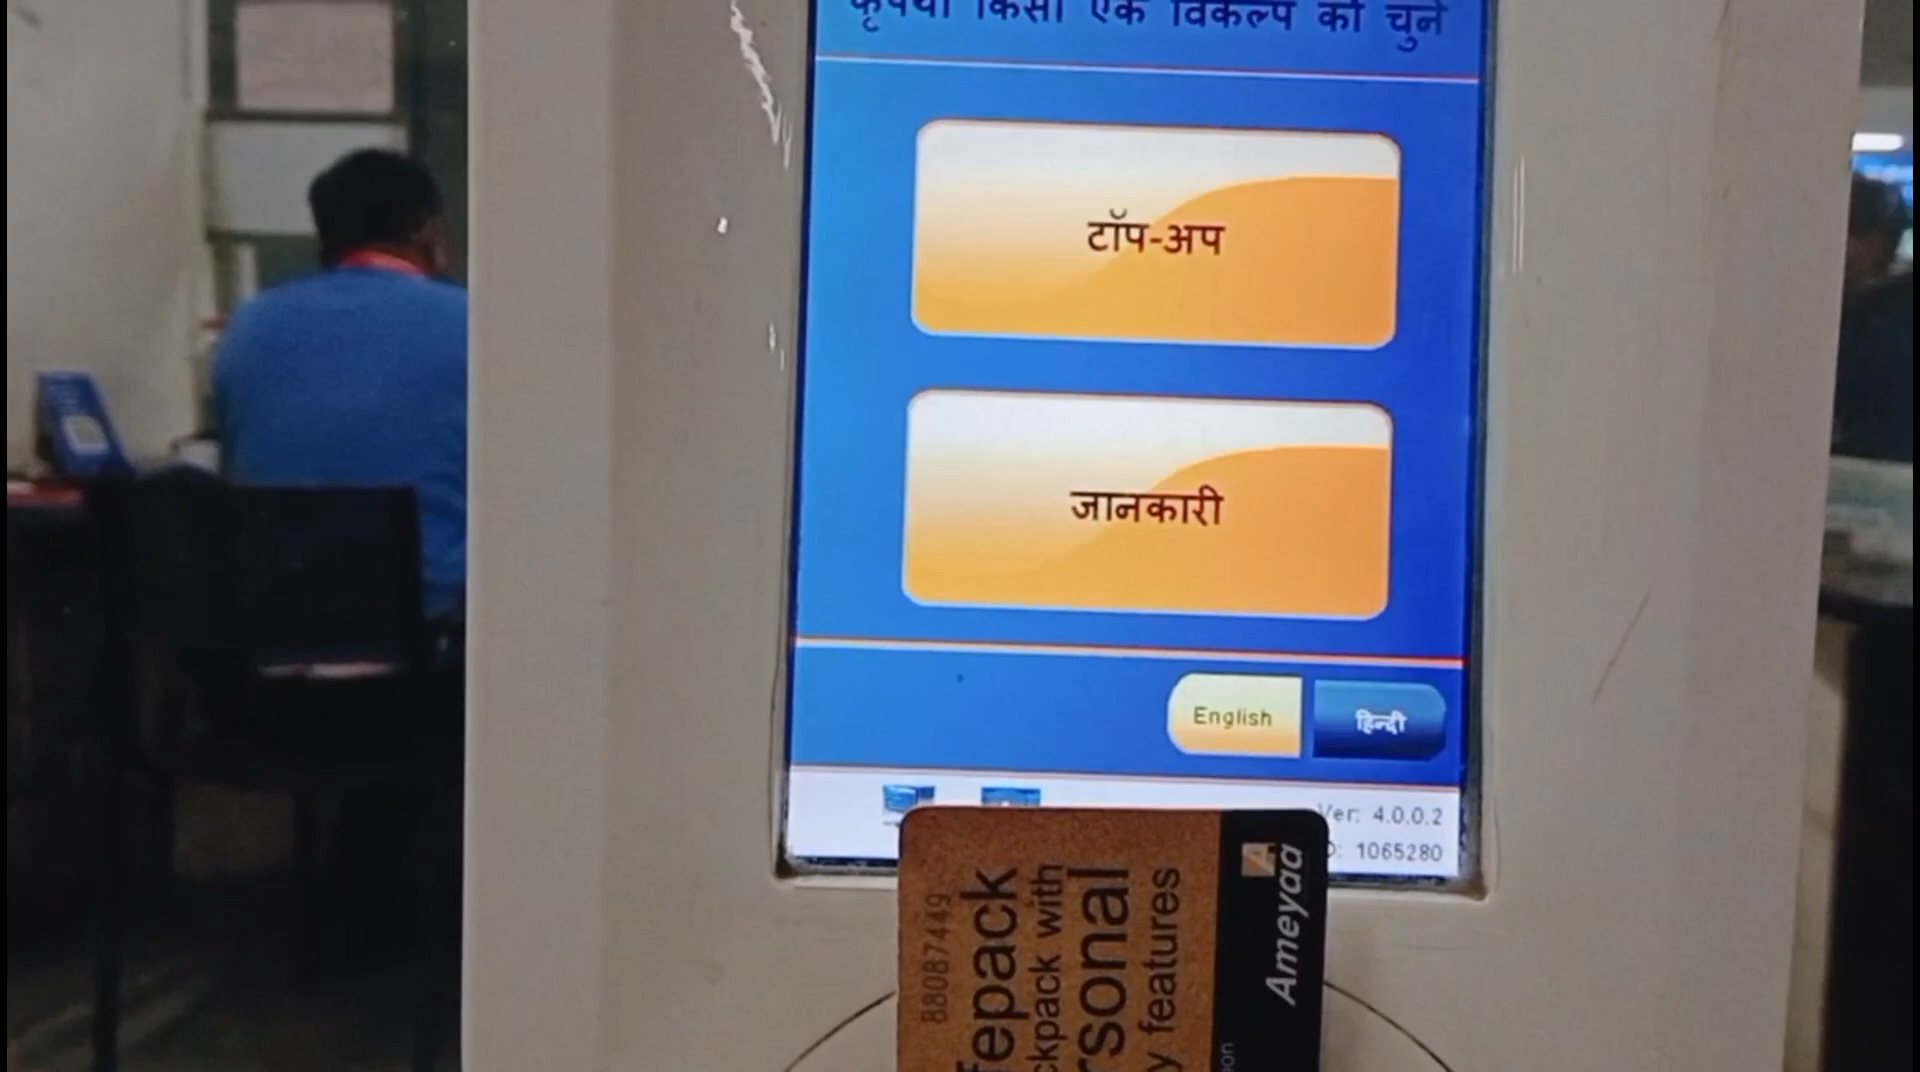 कृपया किसी एक विकल्प को चुनें
टॉप-अप
जानकारी
English
हिन्दी
Ver: 4.0.0.2
1065280
88087449
fepack
ckpack with
rsonal
y features
Ameyaa